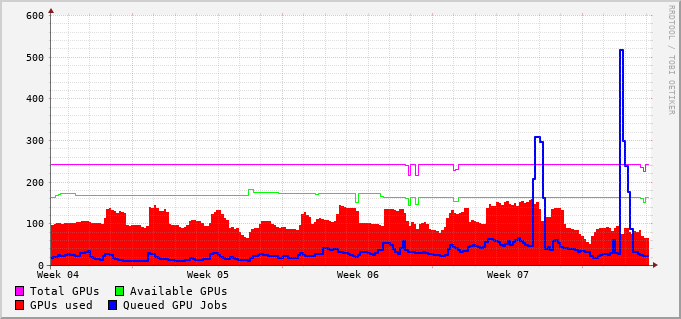 600
500
400
300
200
100
0
Week 04 Week 05 Week 06 Week 07
Total GPUs Available GPUs
GPUs used Queued GPU Jobs
RRDTOOL / TOBI OETIKER